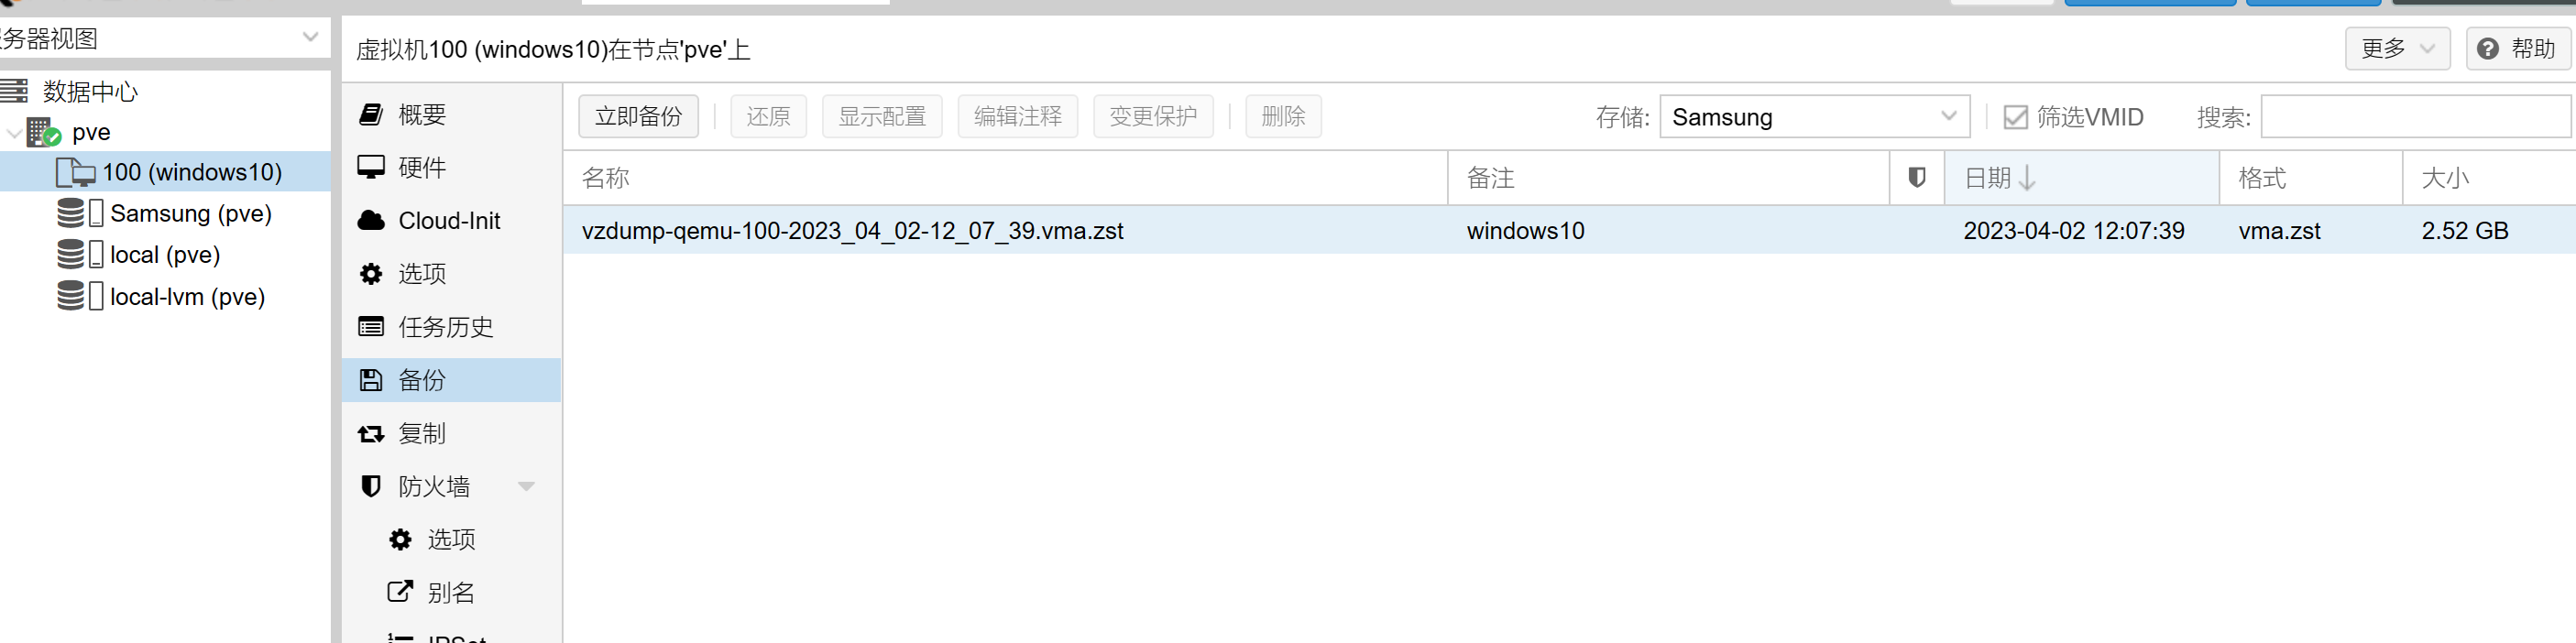 务器视图
虚拟机100 (windows10)在节点'pve'上
更多
帮助
数据中心
pve
100 (windows10)
Samsung (pve)
local (pve)
local-lvm (pve)
概要
硬件
Cloud-Init
选项
任务历史
备份
复制
防火墙
选项
别名
IPSet
立即备份 还原 显示配置 编辑注释 变更保护 删除 存储: Samsung 筛选VMID 搜索:
名称 备注 日期 格式 大小
vzdump-qemu-100-2023_04_02-12_07_39.vma.zst windows10 2023-04-02 12:07:39 vma.zst 2.52 GB